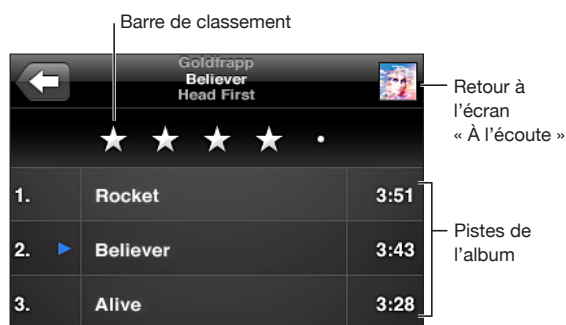 Barre de classement
Goldfrapp
Believer
Head First
Retour à
l'écran
« À l'écoute »
1. Rocket 3:51
2. Believer 3:43
3. Alive 3:28
Pistes de
l'album